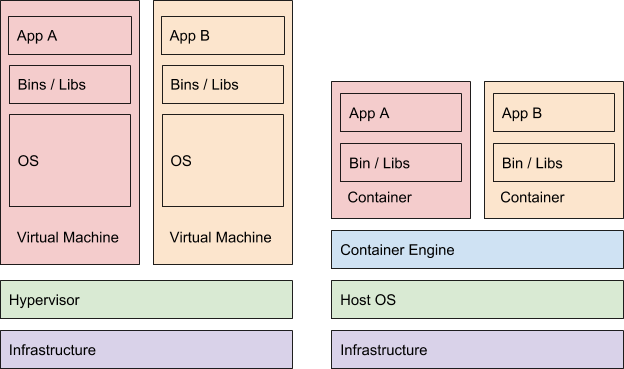 App A
Bins / Libs
OS
Virtual Machine
App B
Bins / Libs
OS
Virtual Machine
Hypervisor
Infrastructure
App A
Bin / Libs
Container
App B
Bin / Libs
Container
Container Engine
Host OS
Infrastructure